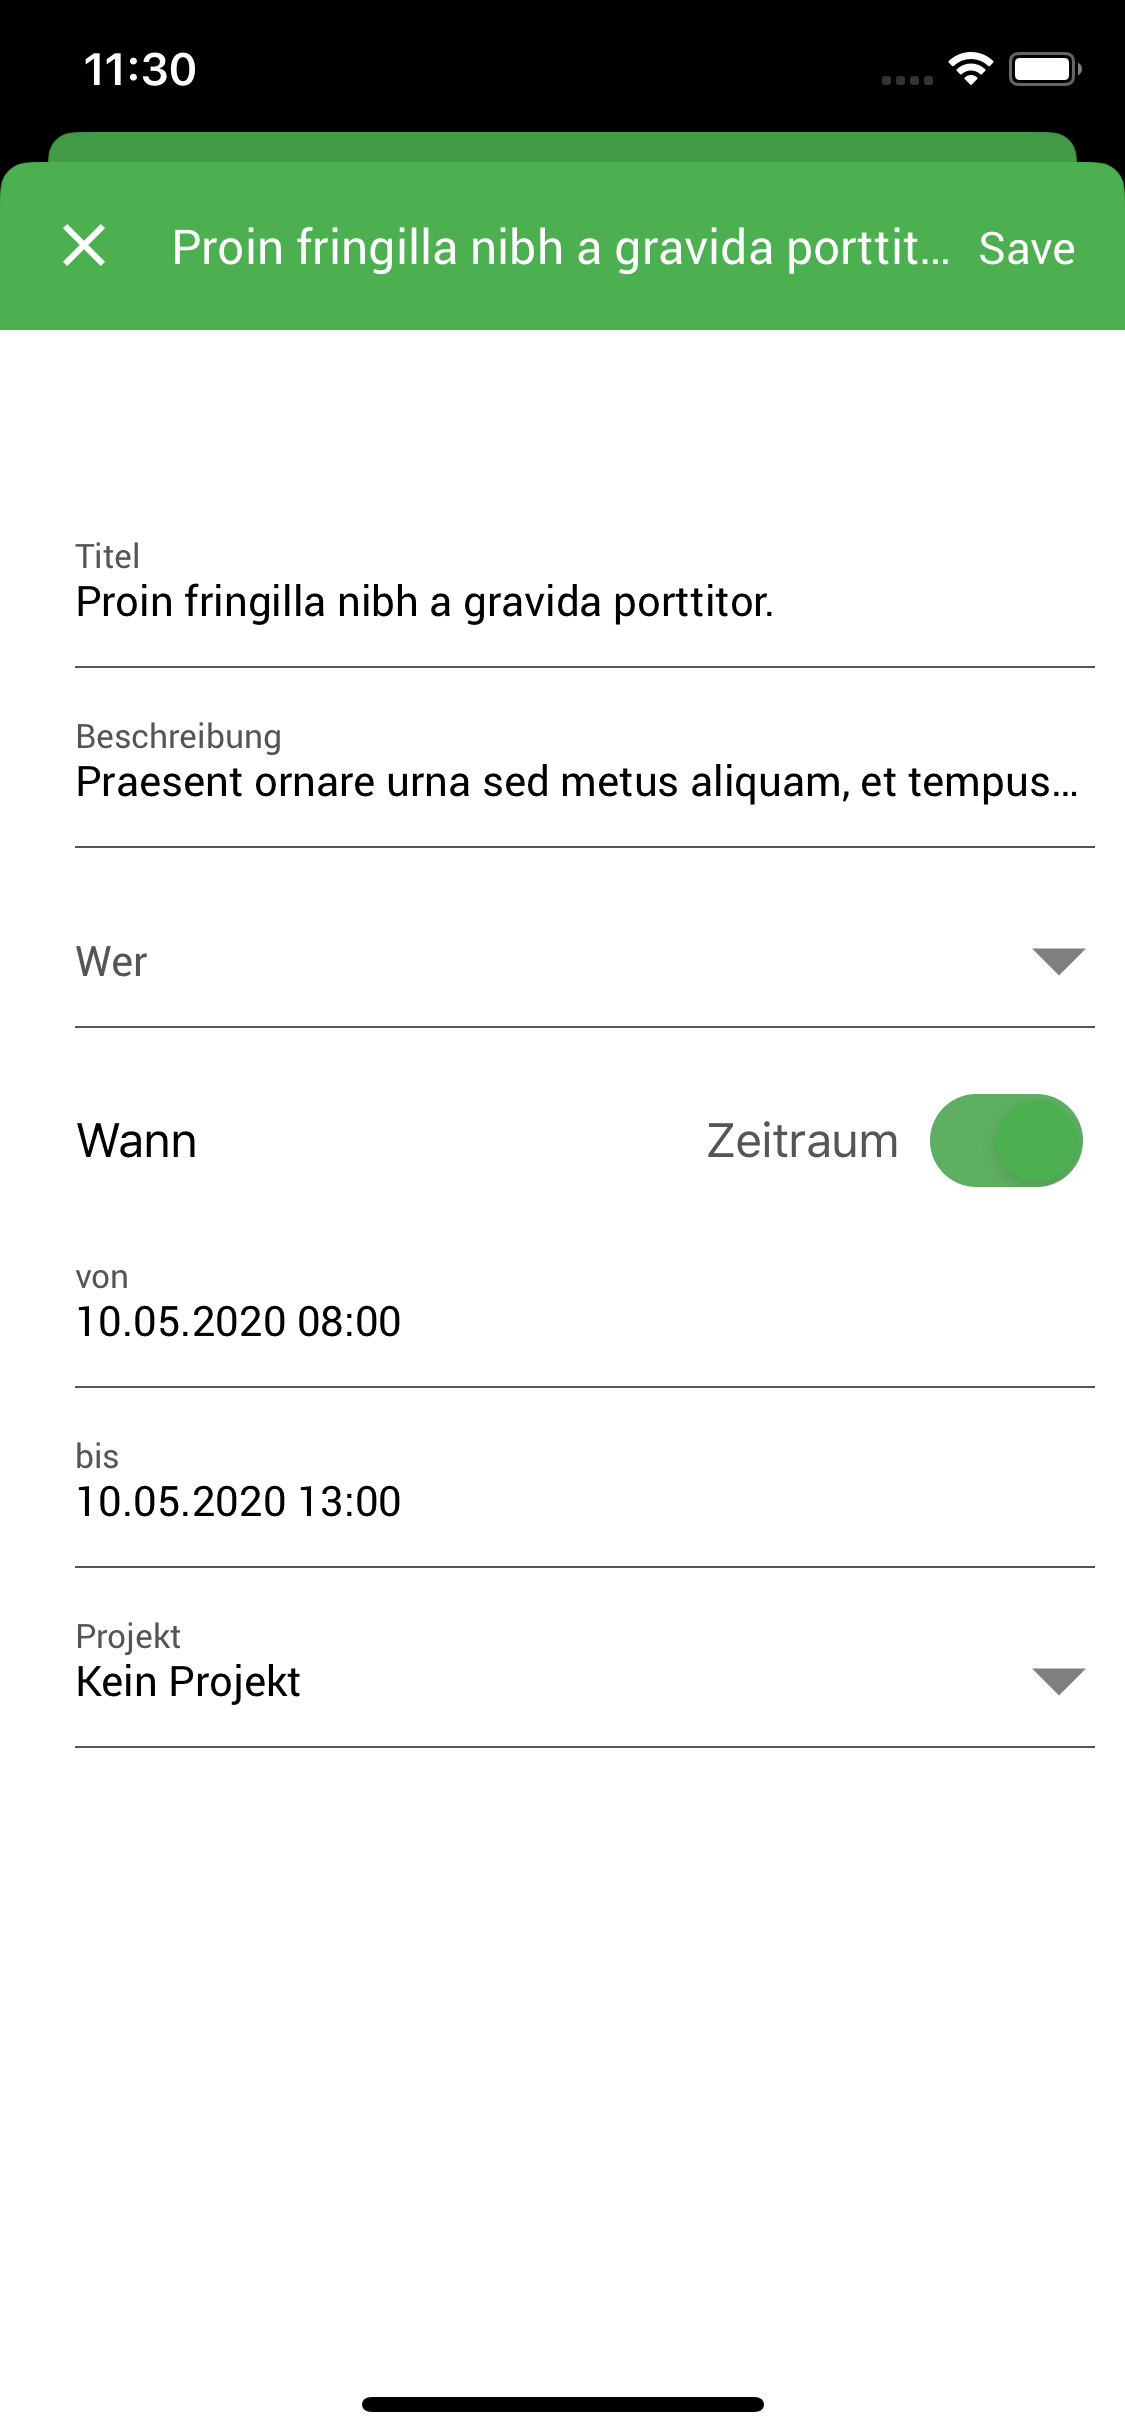 11:30
Proin fringilla nibh a gravida porttit... Save
Titel
Proin fringilla nibh a gravida porttitor.
Beschreibung
Praesent ornare urna sed metus aliquam, et tempus...
Wer
Wann Zeitraum
von
10.05.2020 08:00
bis
10.05.2020 13:00
Projekt
Kein Projekt